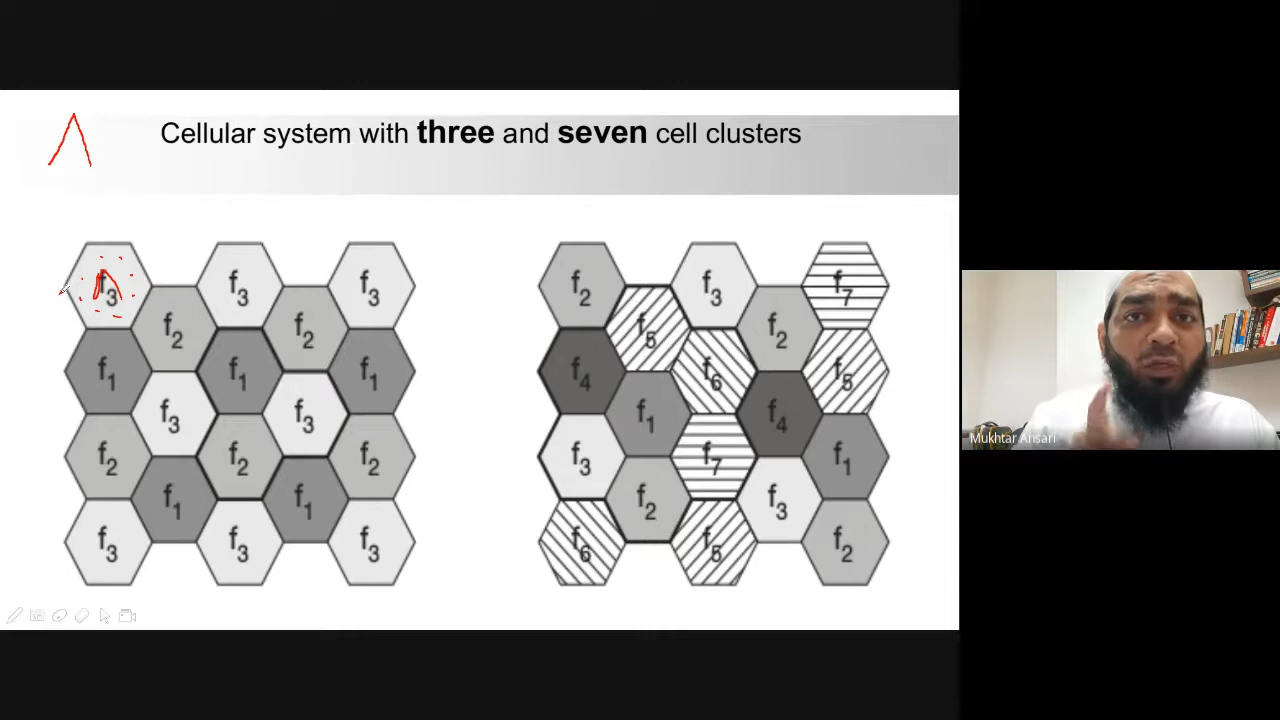 Cellular system with three and seven cell clusters
f3 f3 f3
f2 f2
f1 f1 f1
f3 f3
f2 f2 f2
f1 f1
f3 f3 f3
f2 f3 f7
f5 f2
f4 f6 f5
f1 f4
f3 f7 f1
f2 f3
f6 f5 f2
Mukhtar Ansari